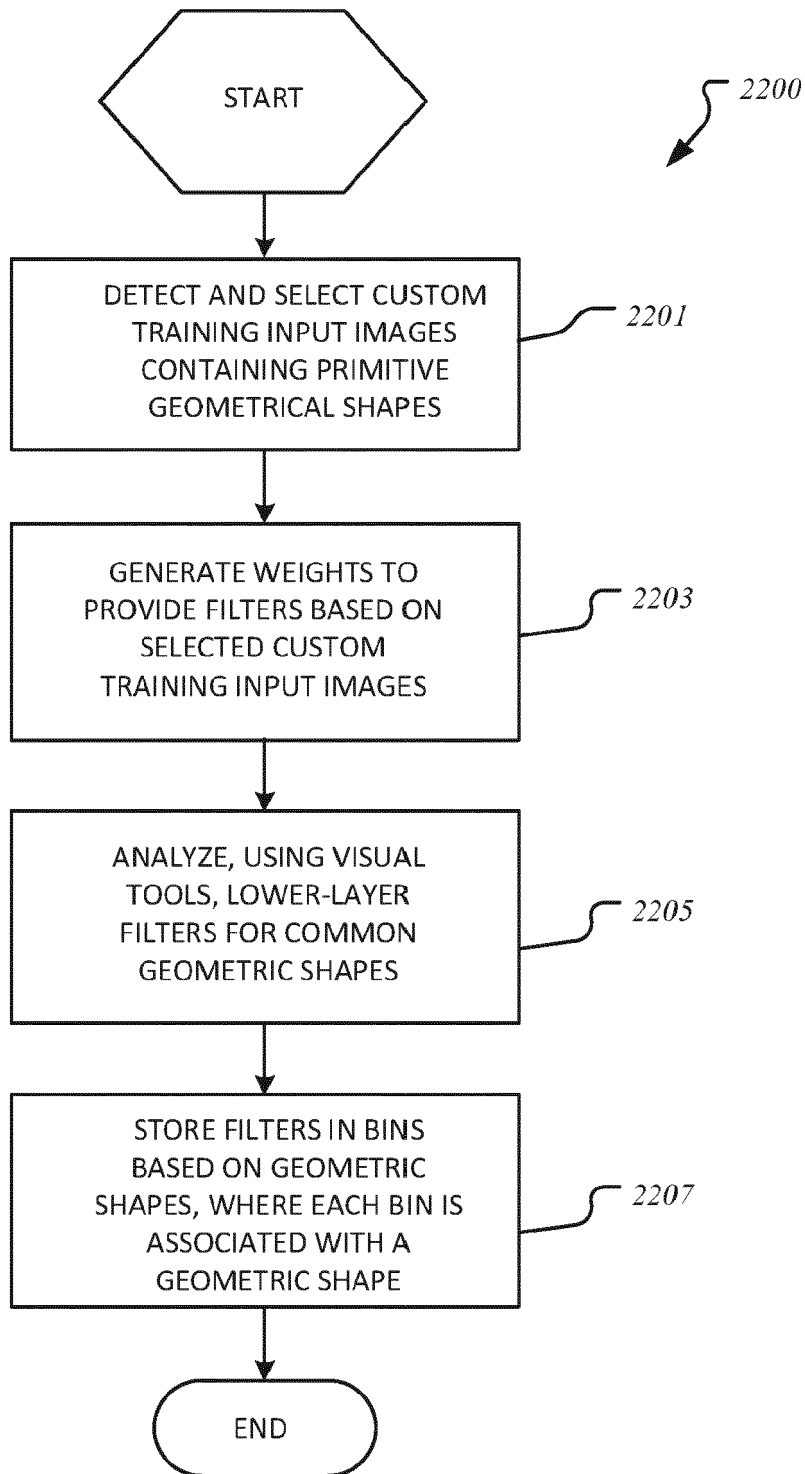 START
2200
DETECT AND SELECT CUSTOM
TRAINING INPUT IMAGES
CONTAINING PRIMITIVE
GEOMETRICAL SHAPES
2201
GENERATE WEIGHTS TO
PROVIDE FILTERS BASED ON
SELECTED CUSTOM
TRAINING INPUT IMAGES
2203
ANALYZE, USING VISUAL
TOOLS, LOWER-LAYER
FILTERS FOR COMMON
GEOMETRIC SHAPES
2205
STORE FILTERS IN BINS
BASED ON GEOMETRIC
SHAPES, WHERE EACH BIN IS
ASSOCIATED WITH A
GEOMETRIC SHAPE
2207
END